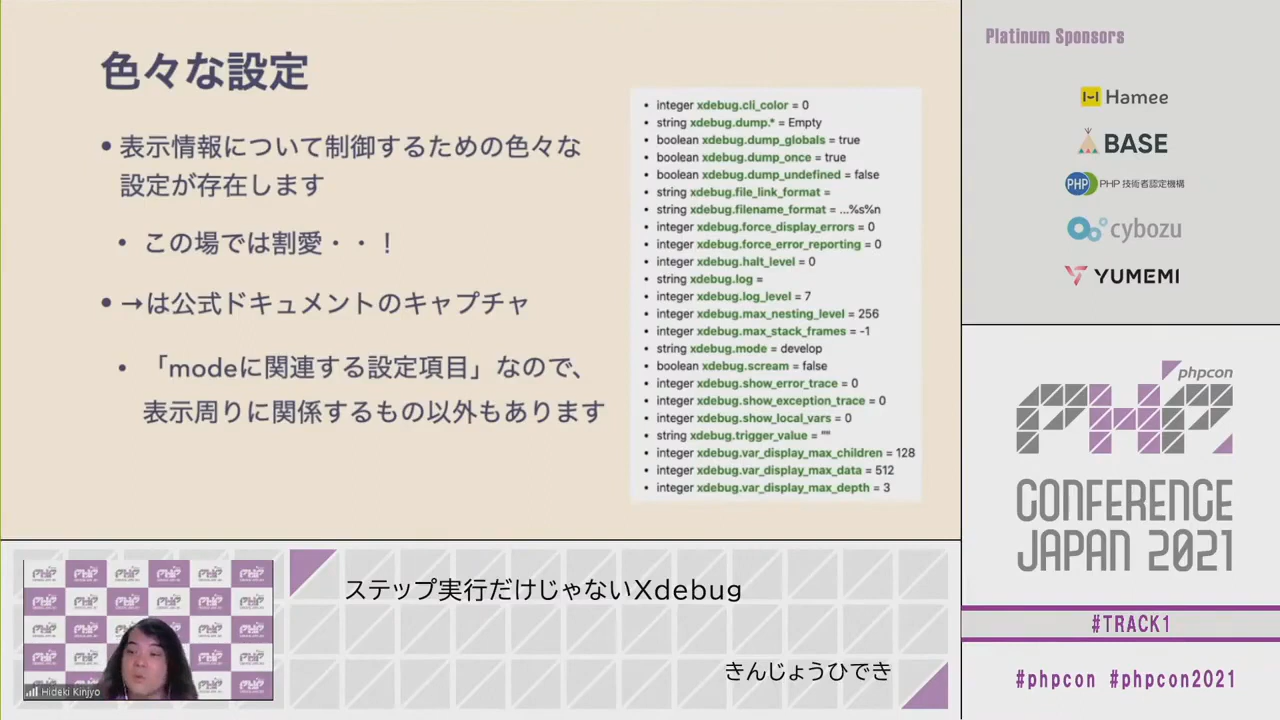 色々な設定
• 表示情報について制御するための色々な
設定が存在します
• この場では割愛・・！
• →は公式ドキュメントのキャプチャ
• 「modeに関連する設定項目」なので、
表示周りに関係するもの以外もあります
• integer xdebug.cli_color = 0
• string xdebug.dump.* = Empty
• boolean xdebug.dump_globals = true
• boolean xdebug.dump_once = true
• boolean xdebug.dump_undefined = false
• string xdebug.file_link_format =
• string xdebug.filename_format = ...%s%n
• integer xdebug.force_display_errors = 0
• integer xdebug.force_error_reporting = 0
• integer xdebug.halt_level = 0
• string xdebug.log =
• integer xdebug.log_level = 7
• integer xdebug.max_nesting_level = 256
• integer xdebug.max_stack_frames = -1
• string xdebug.mode = develop
• boolean xdebug.scream = false
• integer xdebug.show_error_trace = 0
• integer xdebug.show_exception_trace = 0
• integer xdebug.show_local_vars = 0
• string xdebug.trigger_value = ""
• integer xdebug.var_display_max_children = 128
• integer xdebug.var_display_max_data = 512
• integer xdebug.var_display_max_depth = 3
Hideki Kinjyo
ステップ実行だけじゃないXdebug
きんじょうひでき
Platinum Sponsors
Hamee
BASE
PHP PHP 技術者認定機構
cybozu
YUMEMI
phpcon
PHP
CONFERENCE
JAPAN 2021
#TRACK1
#phpcon #phpcon2021